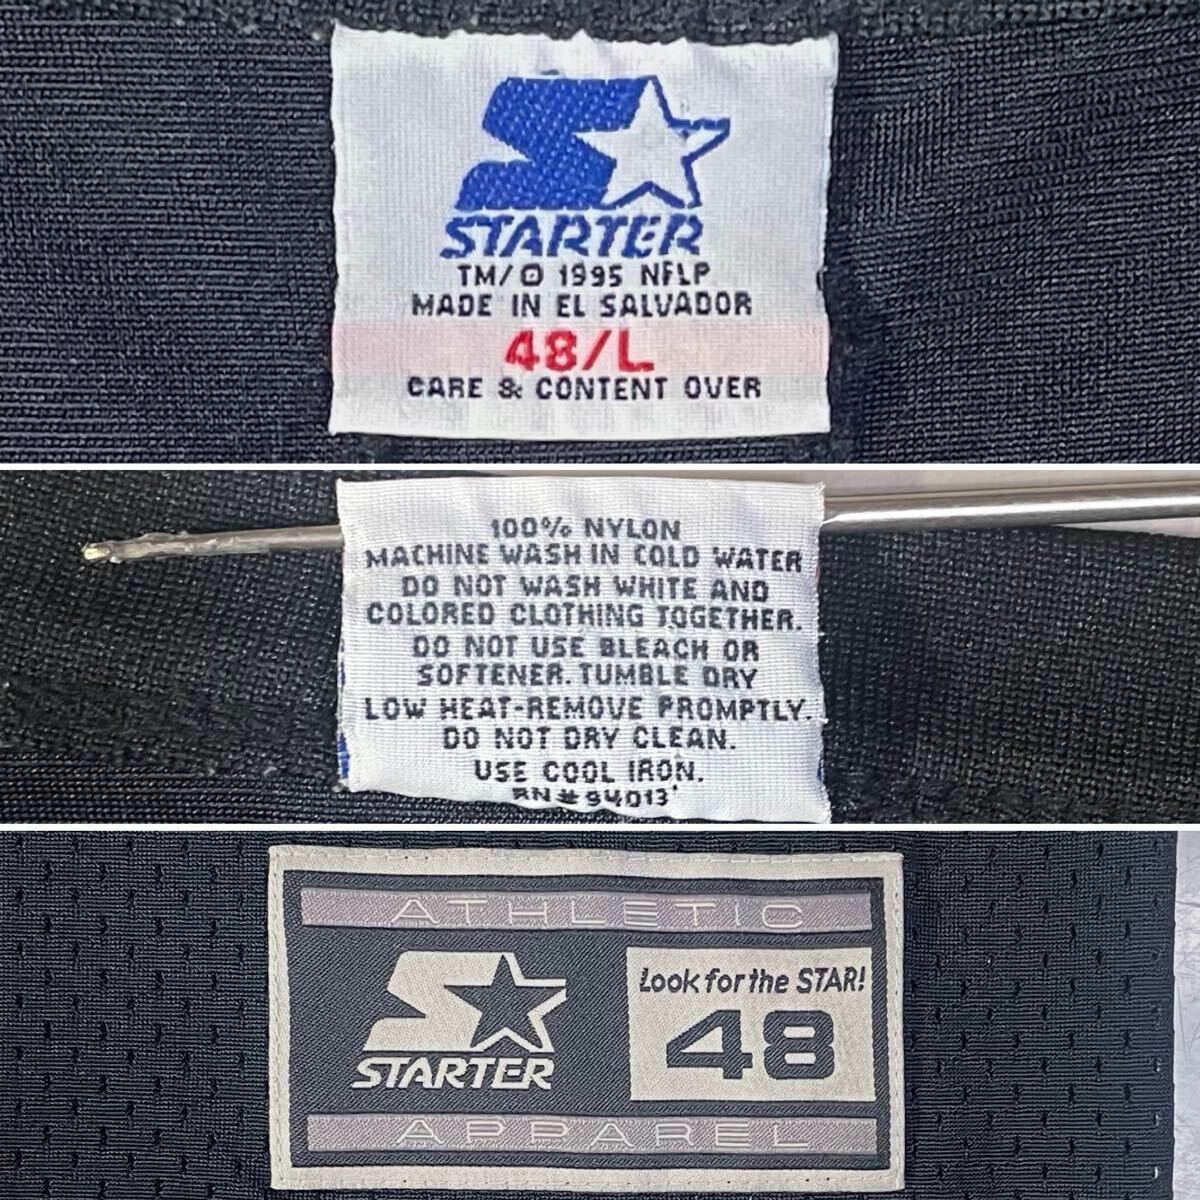 STARTER
TM/© 1995 NFLP
MADE IN EL SALVADOR
48/L
CARE & CONTENT OVER
100% NYLON
MACHINE WASH IN COLD WATER
DO NOT WASH WHITE AND
COLORED CLOTHING TOGETHER.
DO NOT USE BLEACH OR
SOFTENER. TUMBLE DRY
LOW HEAT-REMOVE PROMPTLY.
DO NOT DRY CLEAN.
USE COOL IRON.
RN# 94013
ATHLETIC
STARTER
Look for the STAR!
48
APPAREL